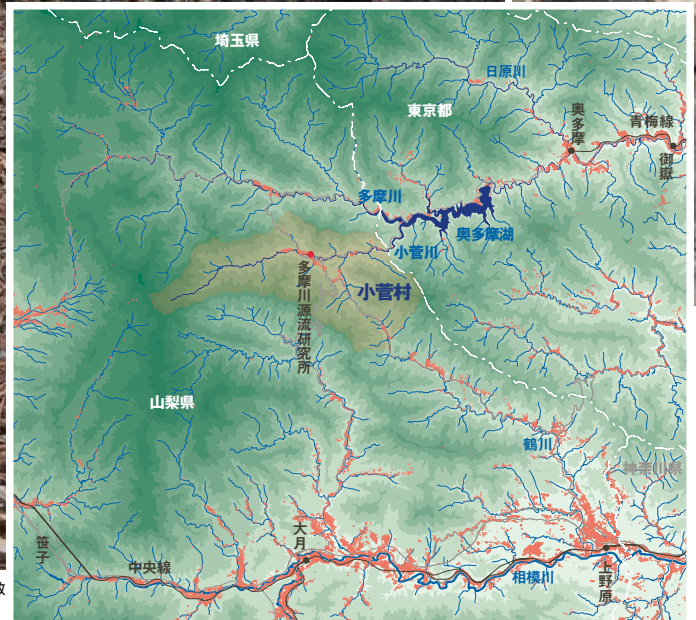 埼玉県
日原川
東京都
奥多摩
青梅線
御嶽
多摩川
奥多摩湖
小菅川
小菅村
多摩川源流研究所
山梨県
鶴川
神奈川県
大月
笹子
中央線
相模川
上野原